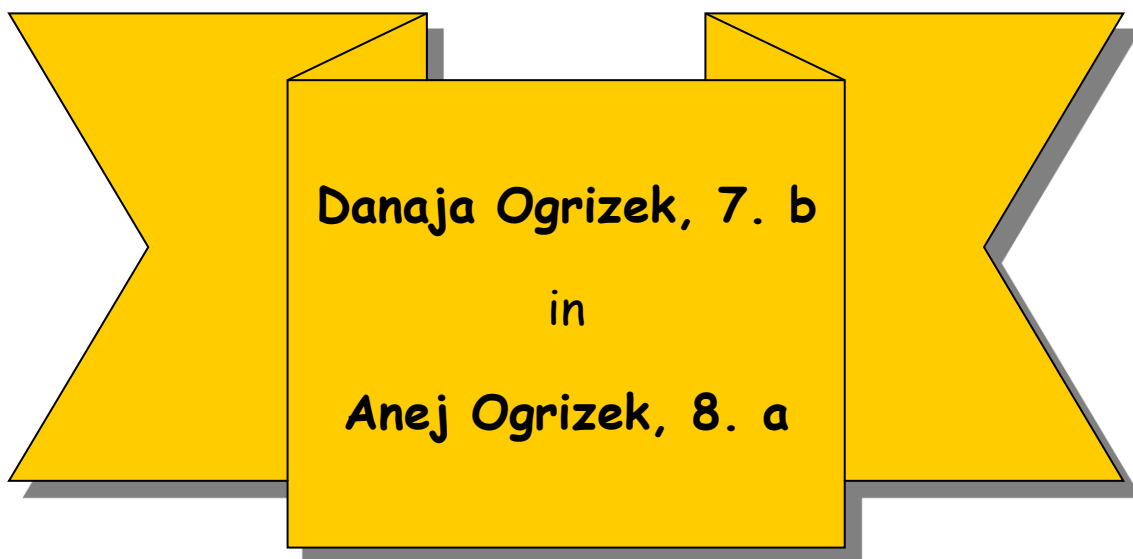 Danaja Ogrizek, 7. b
in
Anej Ogrizek, 8. a